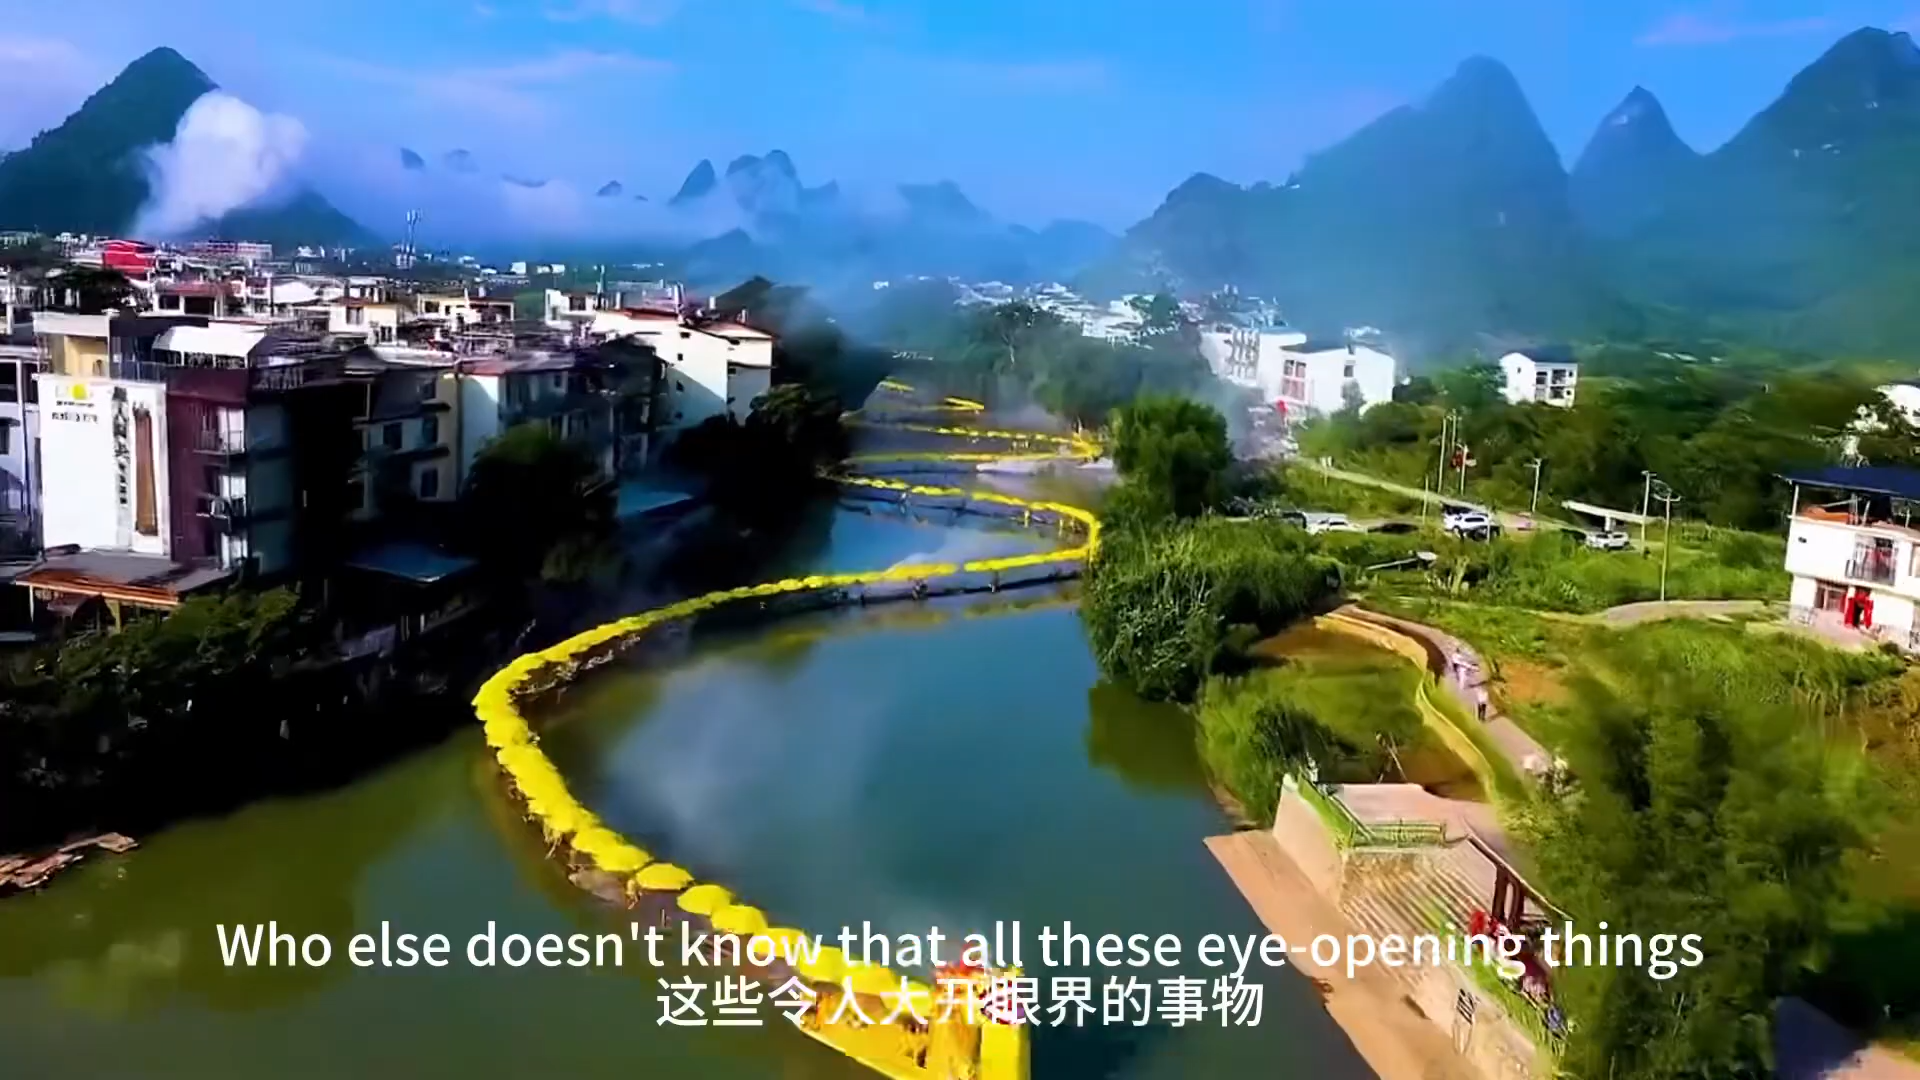 Who else doesn't know that all these eye-opening things
这些令人大开眼界的事物